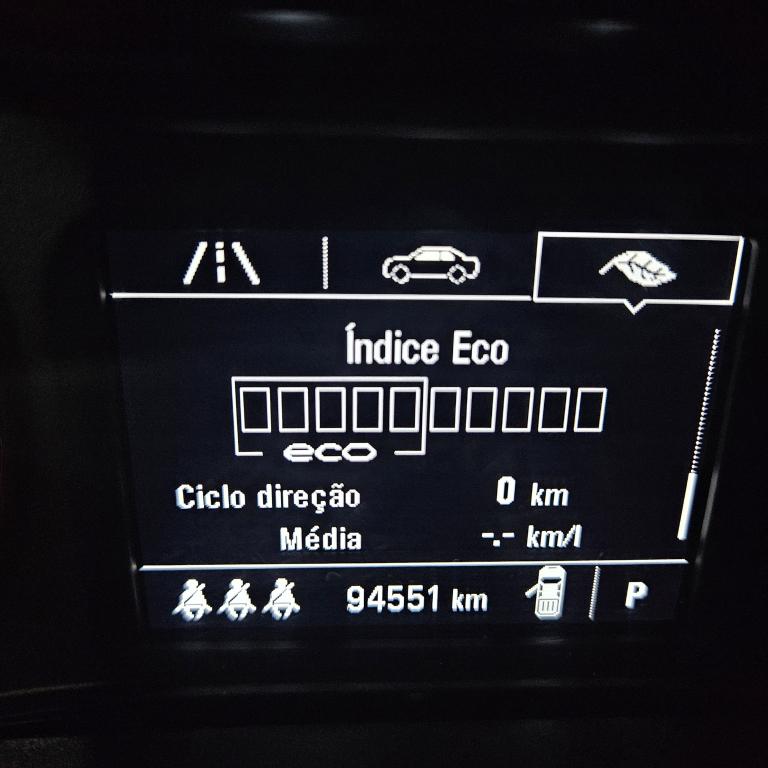 Índice Eco
eco
Ciclo direção 0 km
Média -.- km/l
94551 km P